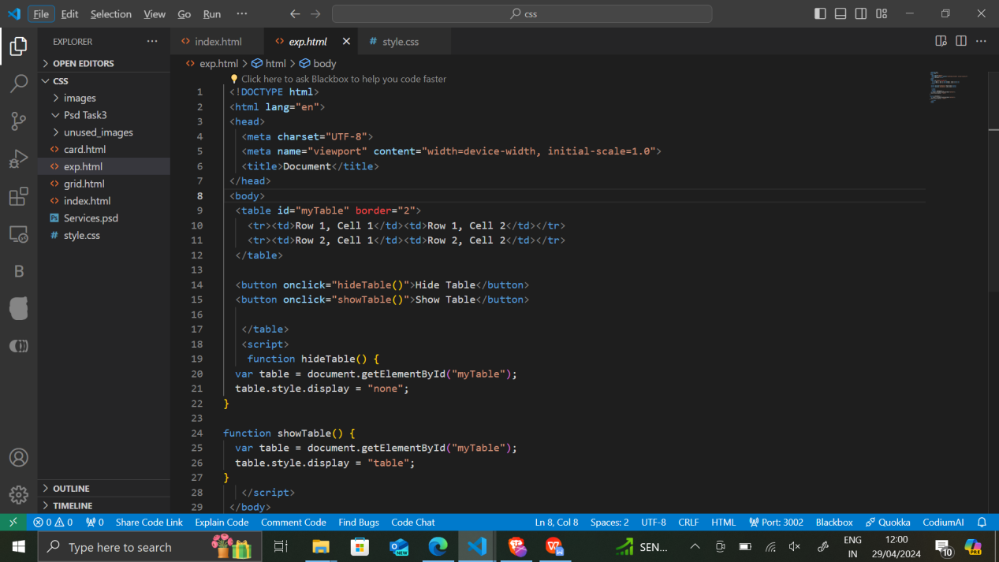 File Edit Selection View Go Run ··· css
EXPLORER ···
OPEN EDITORS
CSS
images
Psd Task3
unused_images
card.html
exp.html
grid.html
index.html
Services.psd
style.css
OUTLINE
TIMELINE
index.html exp.html style.css
exp.html > html > body
Click here to ask Blackbox to help you code faster
1 <!DOCTYPE html>
2 <html lang="en">
3 <head>
4 <meta charset="UTF-8">
5 <meta name="viewport" content="width=device-width, initial-scale=1.0">
6 <title>Document</title>
7 </head>
8 <body>
9 <table id="myTable" border="2">
10 <tr><td>Row 1, Cell 1</td><td>Row 1, Cell 2</td></tr>
11 <tr><td>Row 2, Cell 1</td><td>Row 2, Cell 2</td></tr>
12 </table>
13
14 <button onclick="hideTable()">Hide Table</button>
15 <button onclick="showTable()">Show Table</button>
16
17 </table>
18 <script>
19 function hideTable() {
20 var table = document.getElementById("myTable");
21 table.style.display = "none";
22 }
23
24 function showTable() {
25 var table = document.getElementById("myTable");
26 table.style.display = "table";
27 }
28 </script>
29 </body>
0 0 0 Share Code Link Explain Code Comment Code Find Bugs Code Chat Ln 8, Col 8 Spaces: 2 UTF-8 CRLF HTML Port: 3002 Blackbox Quokka CodiumAI
Type here to search SEN... ENG 12:00
IN 29/04/2024 10
NEW PRE